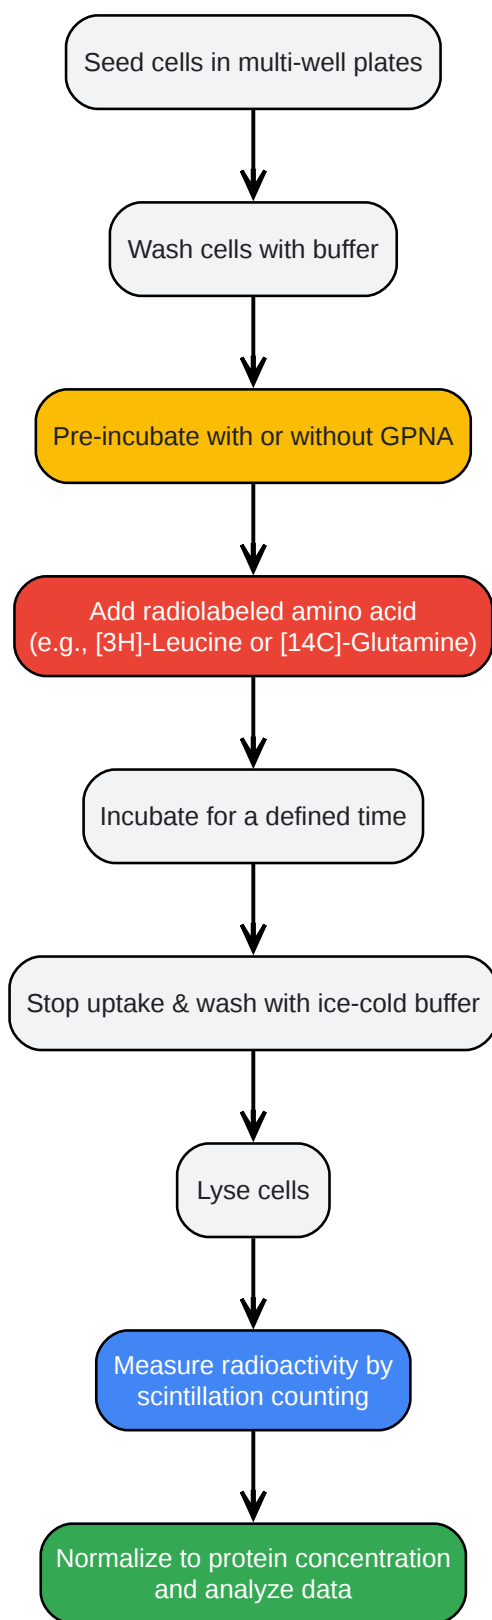 Seed cells in multi-well plates
Wash cells with buffer
Pre-incubate with or without GPNA
Add radiolabeled amino acid
(e.g., [3H]-Leucine or [14C]-Glutamine)
Incubate for a defined time
Stop uptake & wash with ice-cold buffer
Lyse cells
Measure radioactivity by
scintillation counting
Normalize to protein concentration
and analyze data